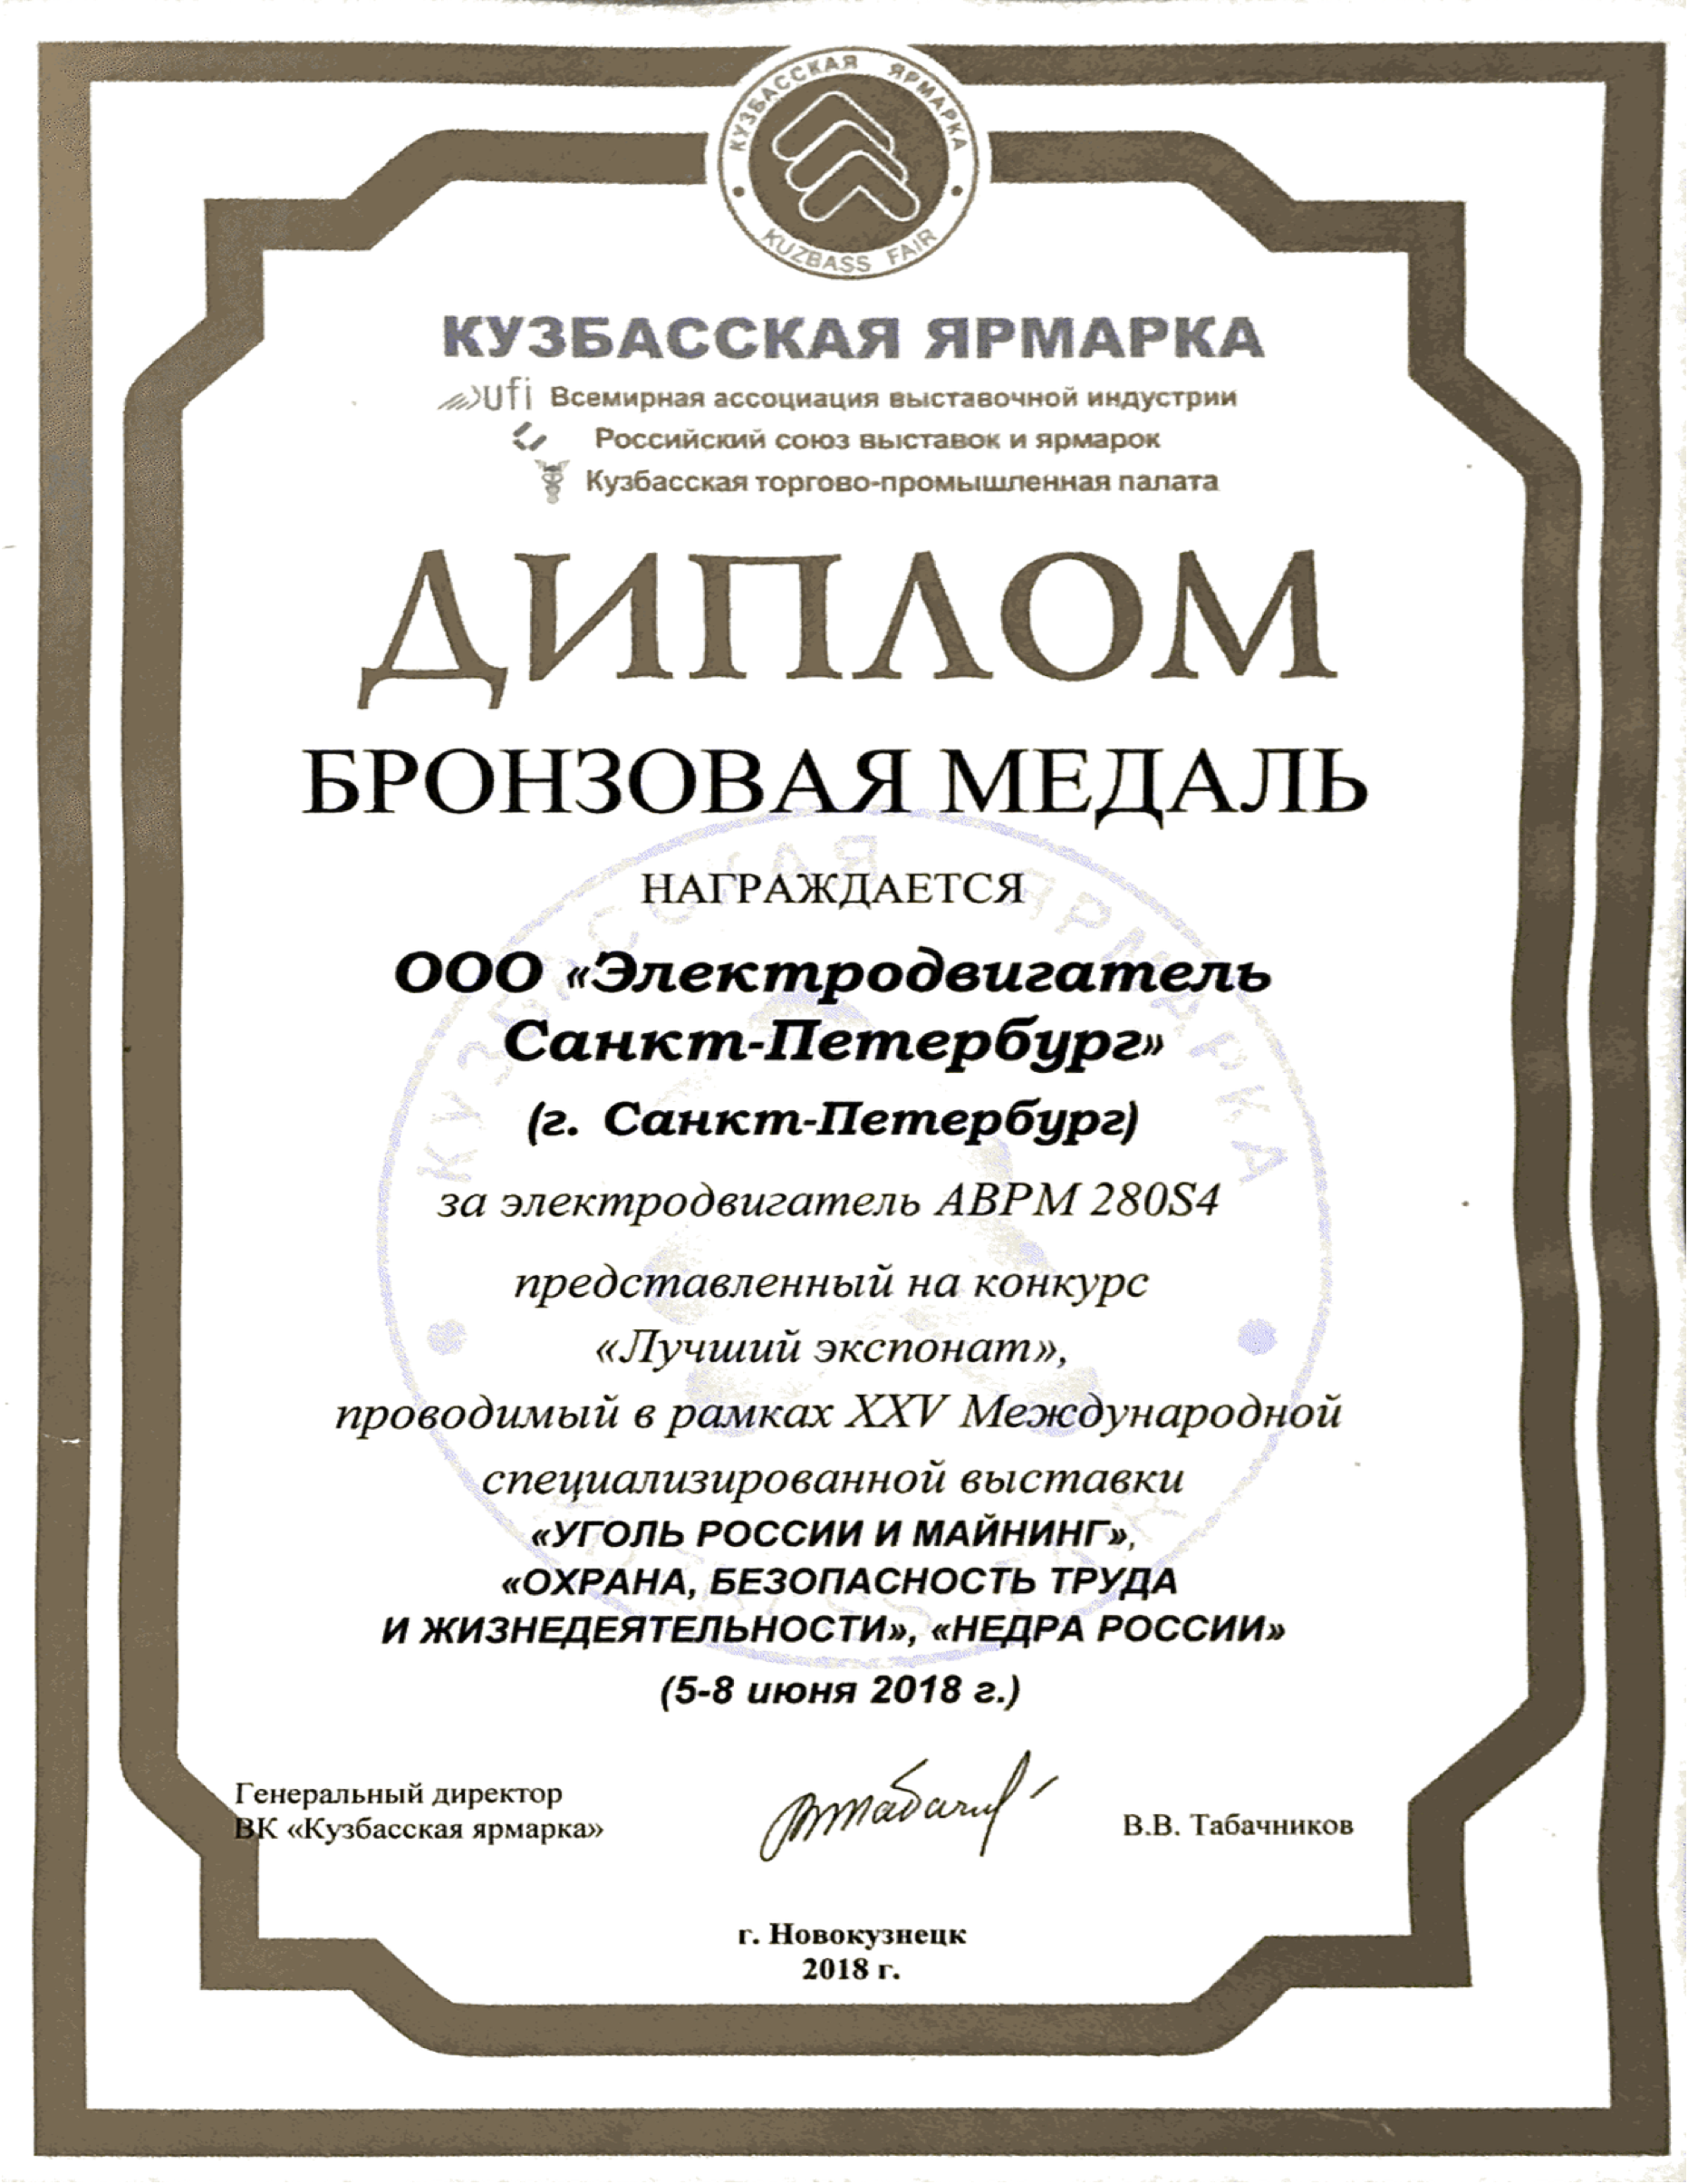 КУЗБАССКАЯ ЯРМАРКА
KUZBASS FAIR
КУЗБАССКАЯ ЯРМАРКА
ufi Всемирная ассоциация выставочной индустрии
Российский союз выставок и ярмарок
Кузбасская торгово-промышленная палата
ДИПЛОМ
БРОНЗОВАЯ МЕДАЛЬ
НАГРАЖДАЕТСЯ
ООО «Электродвигатель
Санкт-Петербург»
(г. Санкт-Петербург)
за электродвигатель АВРМ 280S4
представленный на конкурс
«Лучший экспонат»,
проводимый в рамках XXV Международной
специализированной выставки
«УГОЛЬ РОССИИ И МАЙНИНГ»,
«ОХРАНА, БЕЗОПАСНОСТЬ ТРУДА
И ЖИЗНЕДЕЯТЕЛЬНОСТИ», «НЕДРА РОССИИ»
(5-8 июня 2018 г.)
Генеральный директор
ВК «Кузбасская ярмарка»
В.В. Табачников
г. Новокузнецк
2018 г.